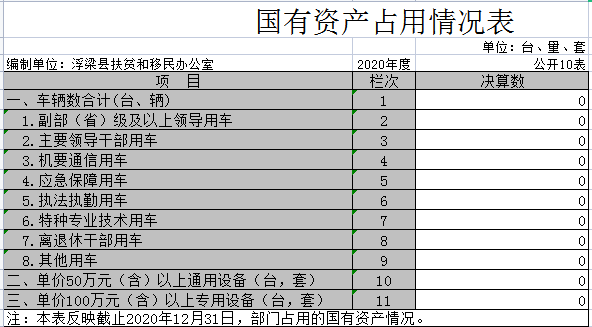 国有资产占用情况表
单位：台、量、套
编制单位：浮梁县扶贫和移民办公室 2020年度 公开10表
项 目 栏次 决算数
一、车辆数合计(台、辆) 1 0
1.副部（省）级及以上领导用车 2 0
2.主要领导干部用车 3 0
3.机要通信用车 4 0
4.应急保障用车 5 0
5.执法执勤用车 6 0
6.特种专业技术用车 7 0
7.离退休干部用车 8 0
8.其他用车 9 0
二、单价50万元（含）以上通用设备（台，套） 10 0
三、单价100万元（含）以上专用设备（台，套） 11 0
注：本表反映截止2020年12月31日，部门占用的国有资产情况。